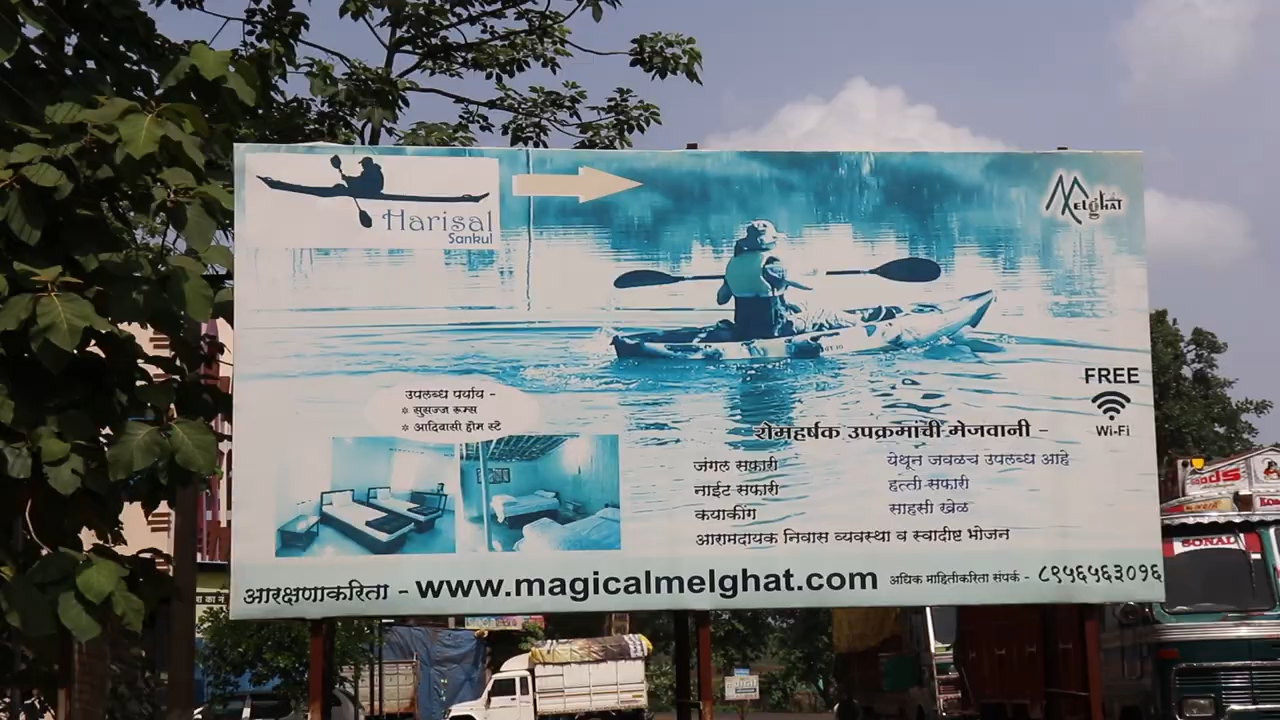 Harisal
Sankul
MELGHAT
उपलब्ध पर्याय -
* सुसज्ज रूम्स
* आदिवासी होम स्टे
FREE
Wi-Fi
रोमहर्षक उपक्रमांची मेजवानी -
जंगल सफारी
नाईट सफारी
कयाकींग
येथून जवळच उपलब्ध आहे
हत्ती सफारी
साहसी खेळ
आरामदायक निवास व्यवस्था व स्वादीष्ट भोजन
आरक्षणाकरिता - www.magicalmelghat.com अधिक माहितीकरिता संपर्क - ८९५६५६३०९६
SONAL